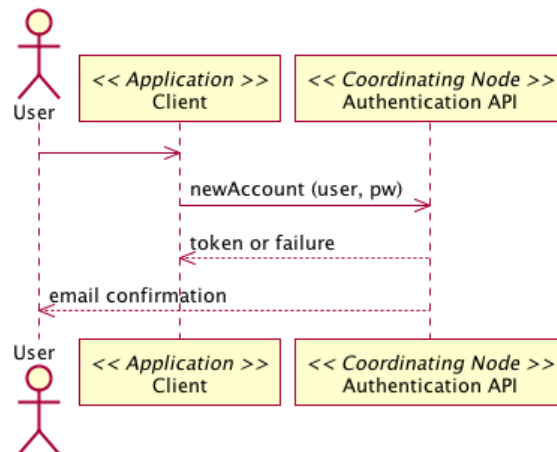 << Application >>
Client
<< Coordinating Node >>
Authentication API
User
newAccount (user, pw)
token or failure
email confirmation
User
<< Application >>
Client
<< Coordinating Node >>
Authentication API